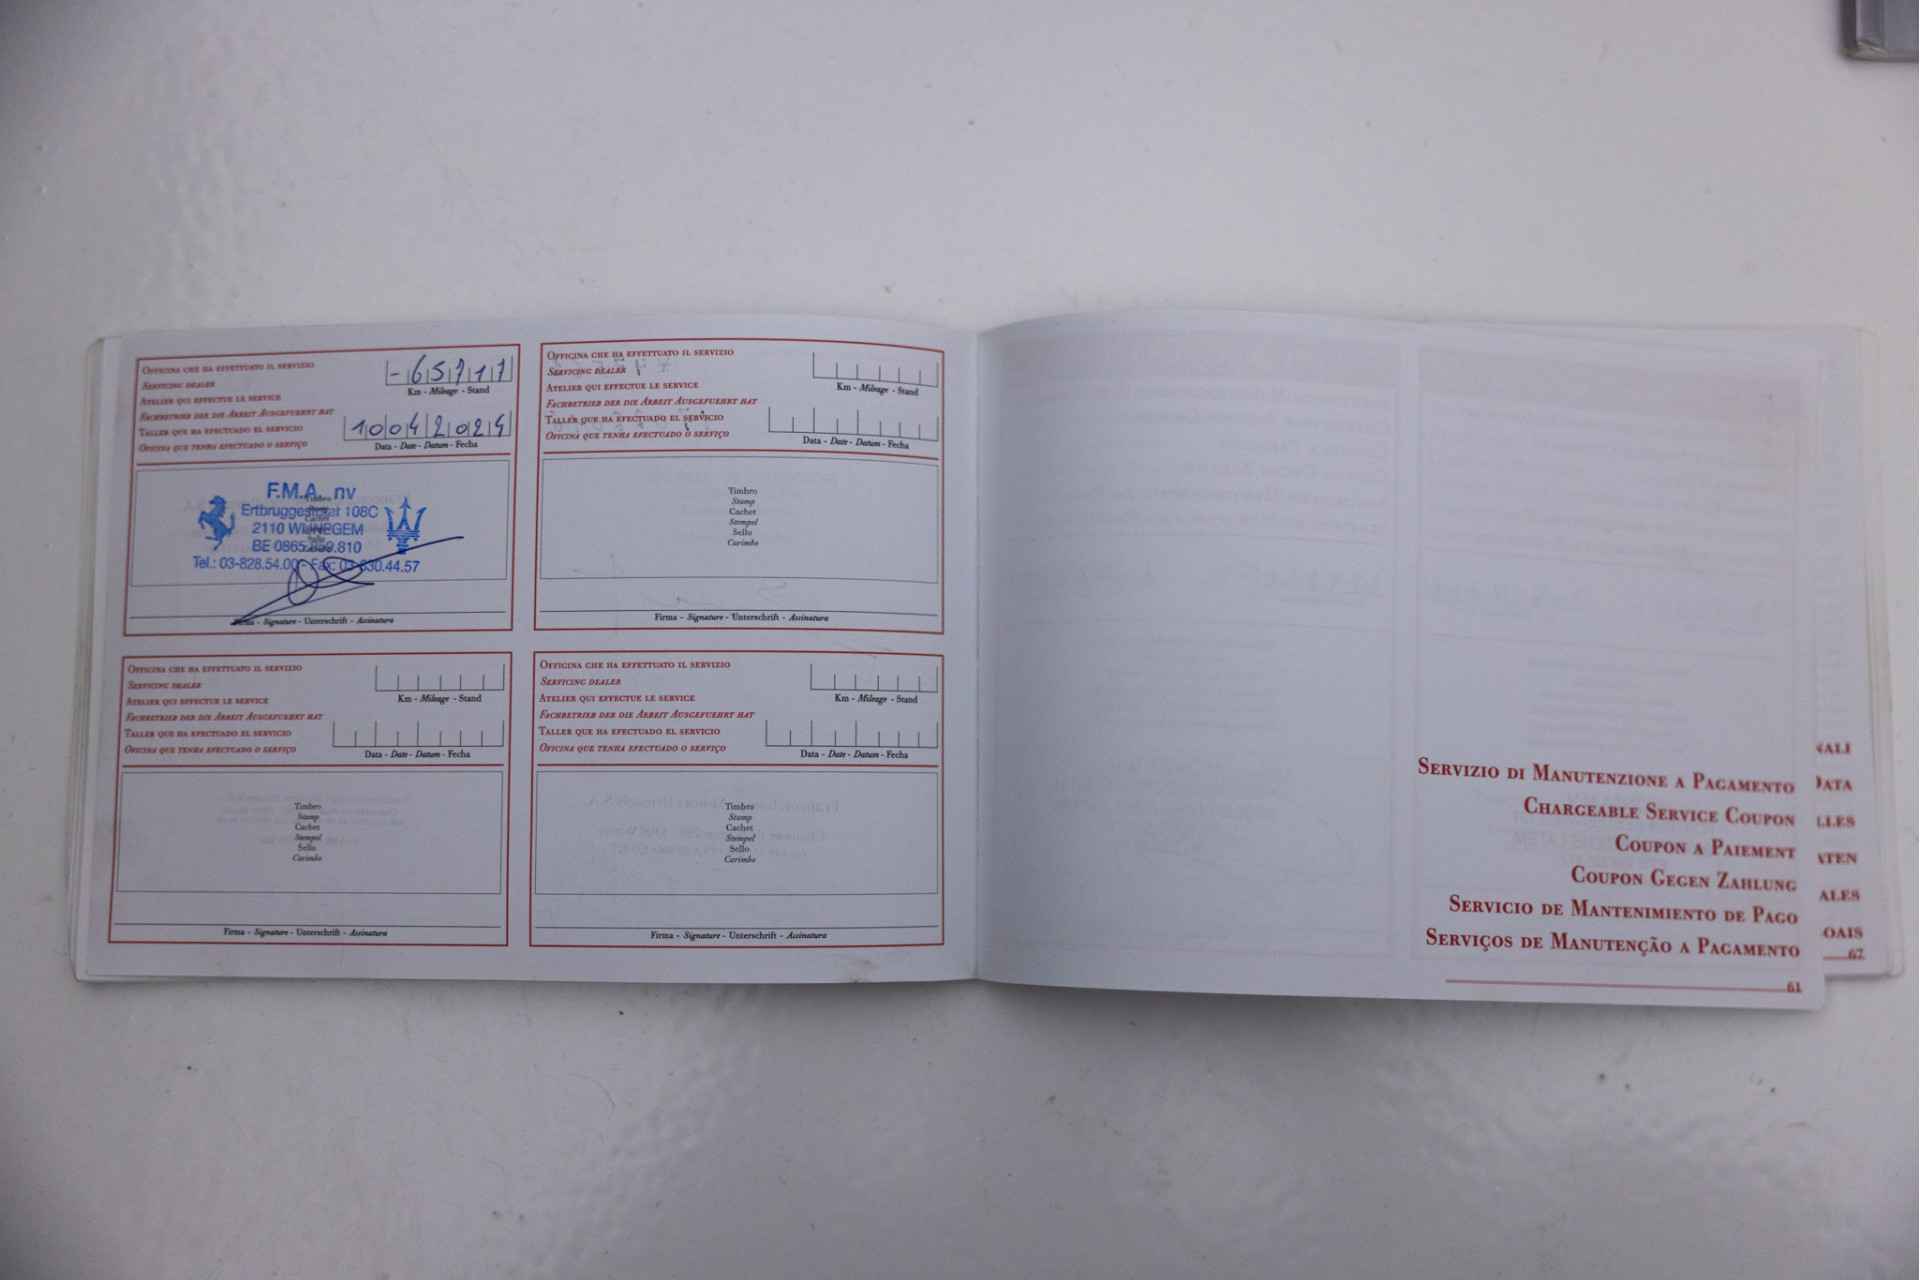 OFFICINA CHE HA EFFETTUATO IL SERVIZIO
SERVICING DEALER
ATELIER QUI EFFECTUE LE SERVICE
FACHBETRIEB DER DIE ARBEIT AUSGEFUEHRT HAT
TALLER QUE HA EFECTUADO EL SERVICIO
OFICINA QUE TENHA EFECTUADO O SERVIÇO
Km - Mileage - Stand
Data - Date - Datum - Fecha
F.M.A. nv
108C
2110 WIJNEGEM
BE
Tel.: 03-828.54.00 - Fax:
Firma - Signature - Unterschrift - Assinatura
OFFICINA CHE HA EFFETTUATO IL SERVIZIO
SERVICING DEALER
ATELIER QUI EFFECTUE LE SERVICE
FACHBETRIEB DER DIE ARBEIT AUSGEFUEHRT HAT
TALLER QUE HA EFECTUADO EL SERVICIO
OFICINA QUE TENHA EFECTUADO O SERVIÇO
Km - Mileage - Stand
Data - Date - Datum - Fecha
Timbro
Stamp
Cachet
Stempel
Sello
Carimbo
Firma - Signature - Unterschrift - Assinatura
OFFICINA CHE HA EFFETTUATO IL SERVIZIO
SERVICING DEALER
ATELIER QUI EFFECTUE LE SERVICE
FACHBETRIEB DER DIE ARBEIT AUSGEFUEHRT HAT
TALLER QUE HA EFECTUADO EL SERVICIO
OFICINA QUE TENHA EFECTUADO O SERVIÇO
Km - Mileage - Stand
Data - Date - Datum - Fecha
Timbro
Stamp
Cachet
Stempel
Sello
Carimbo
Firma - Signature - Unterschrift - Assinatura
OFFICINA CHE HA EFFETTUATO IL SERVIZIO
SERVICING DEALER
ATELIER QUI EFFECTUE LE SERVICE
FACHBETRIEB DER DIE ARBEIT AUSGEFUEHRT HAT
TALLER QUE HA EFECTUADO EL SERVICIO
OFICINA QUE TENHA EFECTUADO O SERVIÇO
Km - Mileage - Stand
Data - Date - Datum - Fecha
Timbro
Stamp
Cachet
Stempel
Sello
Carimbo
Firma - Signature - Unterschrift - Assinatura
SERVIZIO DI MANUTENZIONE A PAGAMENTO
CHARGEABLE SERVICE COUPON
COUPON A PAIEMENT
COUPON GEGEN ZAHLUNG
SERVICIO DE MANTENIMIENTO DE PAGO
SERVIÇOS DE MANUTENÇÃO A PAGAMENTO
61
NALI
DATA
LLES
ATEN
ALES
OAIS
67